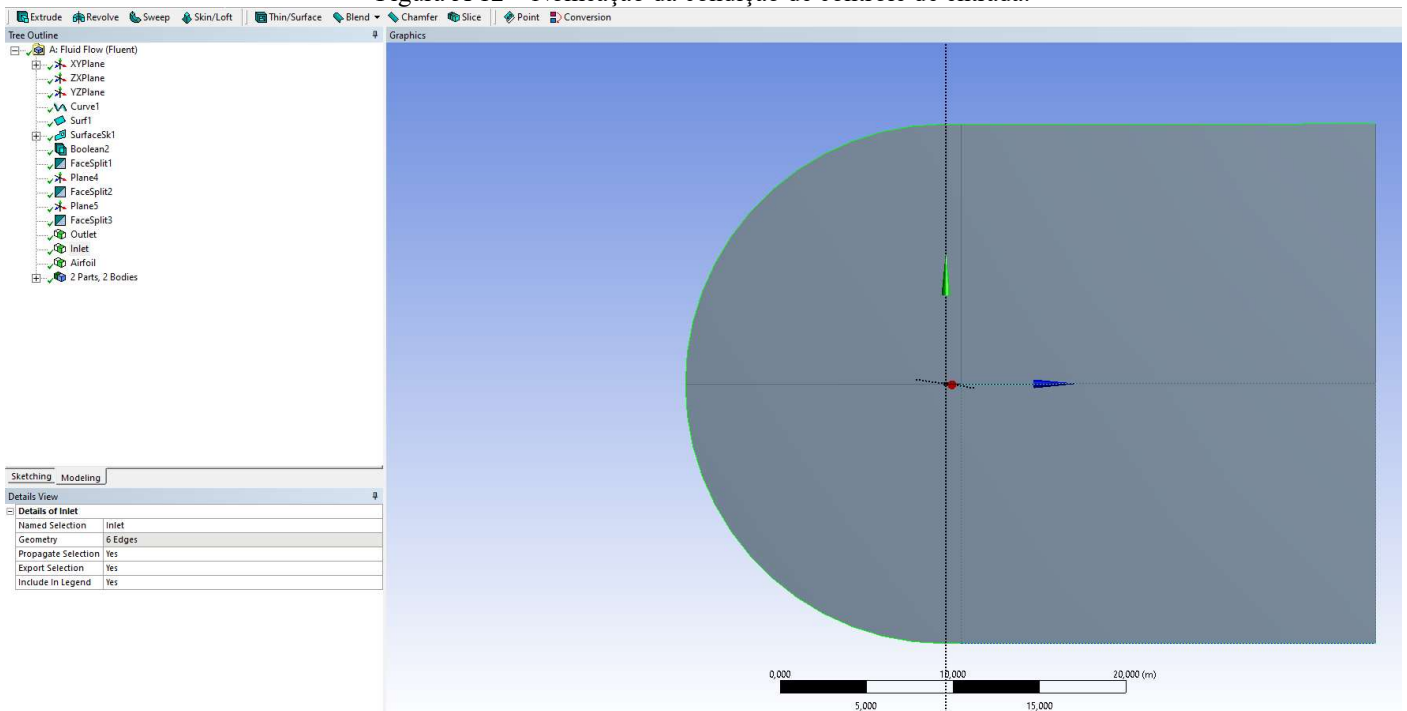 Extrude Revolve Sweep Skin/Loft Thin/Surface Blend Chamfer Slice Point Conversion
Tree Outline
Graphics
A: Fluid Flow (Fluent)
XYPlane
ZXPlane
YZPlane
Curve1
Surf1
SurfaceSk1
Boolean2
FaceSplit1
Plane4
FaceSplit2
Plane5
FaceSplit3
Outlet
Inlet
Airfoil
2 Parts, 2 Bodies
Sketching Modeling
Details View
Details of Inlet
Named Selection Inlet
Geometry 6 Edges
Propagate Selection Yes
Export Selection Yes
Include In Legend Yes
0,000 10,000 20,000 (m)
5,000 15,000